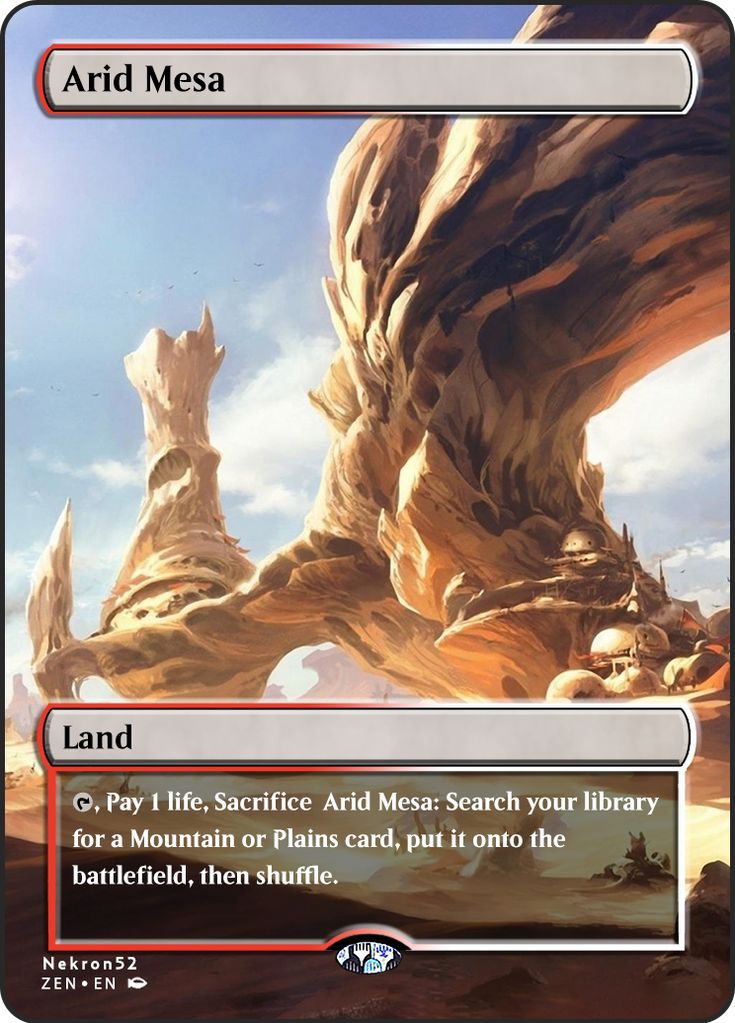 Arid Mesa
Land
, Pay 1 life, Sacrifice Arid Mesa: Search your library
for a Mountain or Plains card, put it onto the
battlefield, then shuffle.
Nekron52
ZEN • EN